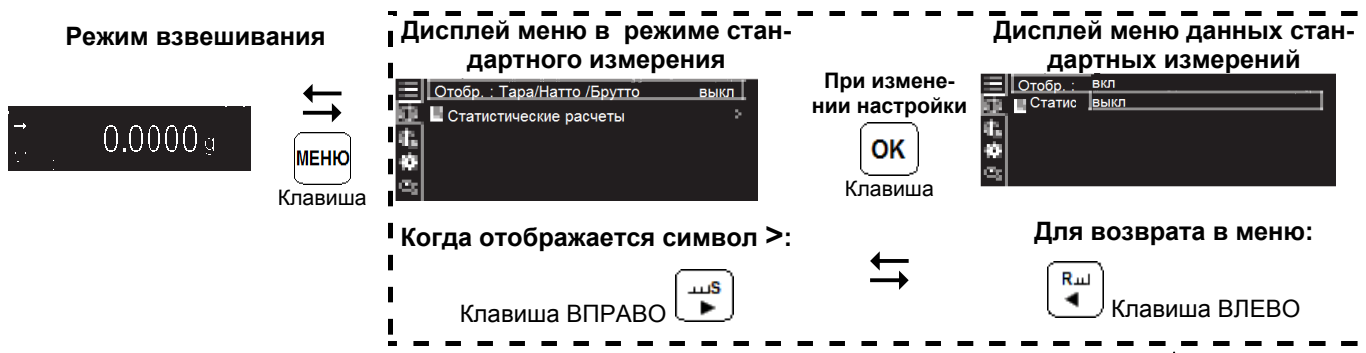 Режим взвешивания
0.0000 g
МЕНЮ
Клавиша
Дисплей меню в режиме стан-
дартного измерения
Отобр. : Тара/Натто /Брутто выкл
Статистические расчеты >
При измене-
нии настройки
OK
Клавиша
Дисплей меню данных стан-
дартных измерений
Отобр. : вкл
Статис выкл
Когда отображается символ >:
Клавиша ВПРАВО
S
Для возврата в меню:
R
Клавиша ВЛЕВО